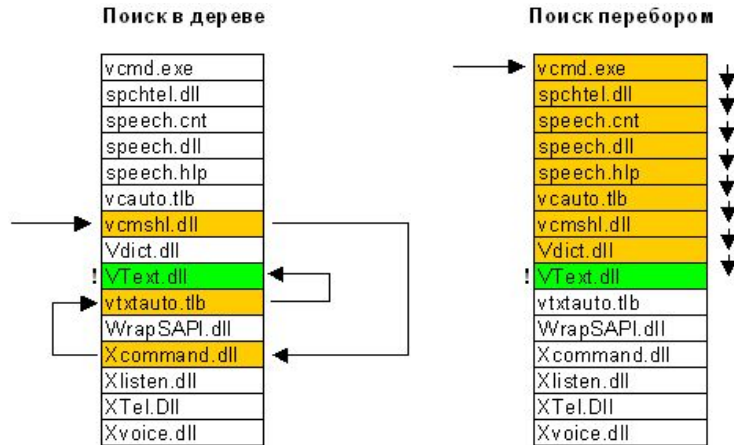 Поиск в дереве
vcmd.exe
spchtel.dll
speech.cnt
speech.dll
speech.hlp
vcauto.tlb
vcmshl.dll
Vdict.dll
! VText.dll
vtxtauto.tlb
WrapSAPI.dll
Xcommand.dll
Xlisten.dll
XTel.Dll
Xvoice.dll
Поиск перебором
vcmd.exe
spchtel.dll
speech.cnt
speech.dll
speech.hlp
vcauto.tlb
vcmshl.dll
Vdict.dll
! VText.dll
vtxtauto.tlb
WrapSAPI.dll
Xcommand.dll
Xlisten.dll
XTel.Dll
Xvoice.dll